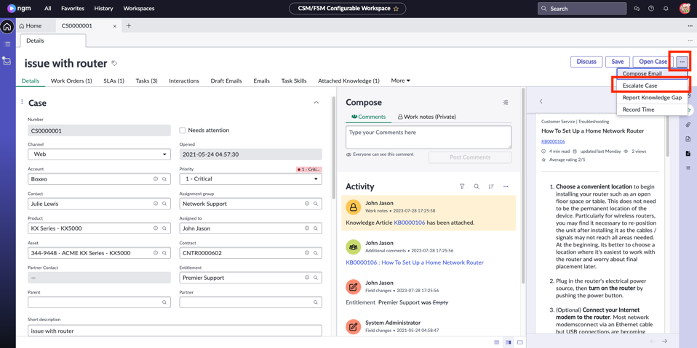 ngm All Favorites History Workspaces CSM/FSM Configurable Workspace Search
Home CS0000001
Details
issue with router
Discuss Save Open Case
Compose Email
Escalate Case
Report Knowledge Gap
Record Time
Details Work Orders (1) SLAs (1) Tasks (3) Interactions Draft Emails Emails Task Skills Attached Knowledge (1) More
Case
Number
CS0000001
Needs attention
Channel
Web
Opened
2021-05-24 04:57:30
Account
Boxeo
Priority
1 - Criti...
1 - Critical
Contact
Julie Lewis
Assignment group
Network Support
Product
KX Series - KX5000
Assigned to
John Jason
Asset
344-9448 - ACME KX Series - KX5000
Contract
CNTR0000602
Partner Contact
--
Entitlement
Premier Support
Parent
Partner
Short description
issue with router
Compose
Comments Work notes (Private)
Type your Comments here
Everyone can see this comment
Post Comments
Activity
John Jason
Work notes • 2023-07-28 17:25:58
Knowledge Article KB0000106 has been attached.
John Jason
Additional comments • 2023-07-28 17:25:56
KB0000106 : How To Set Up a Home Network Router
John Jason
Field changes • 2023-07-28 17:25:56
Entitlement Premier Support was Empty
System Administrator
Field changes • 2021-05-24 04:58:47
Customer Service | Troubleshooting
How To Set Up a Home Network Router
KB0000106
4 min read updated last Monday 2 views
Average rating 2/5
1. Choose a convenient location to begin
installing your router such as an open
floor space or table. This does not need
to be the permanent location of the
device. Particularly for wireless routers,
you may find it necessary to re-position
the unit after installing it as the cables /
signals may not reach all areas needed.
At the beginning, its better to choose a
location where it's easiest to work with
the router and worry about final
placement later.
2. Plug in the router's electrical power
source, then turn on the router by
pushing the power button.
3. (Optional) Connect your Internet
modem to the router. Most network
modemsconnect via an Ethernet cable
but USB connections are becoming